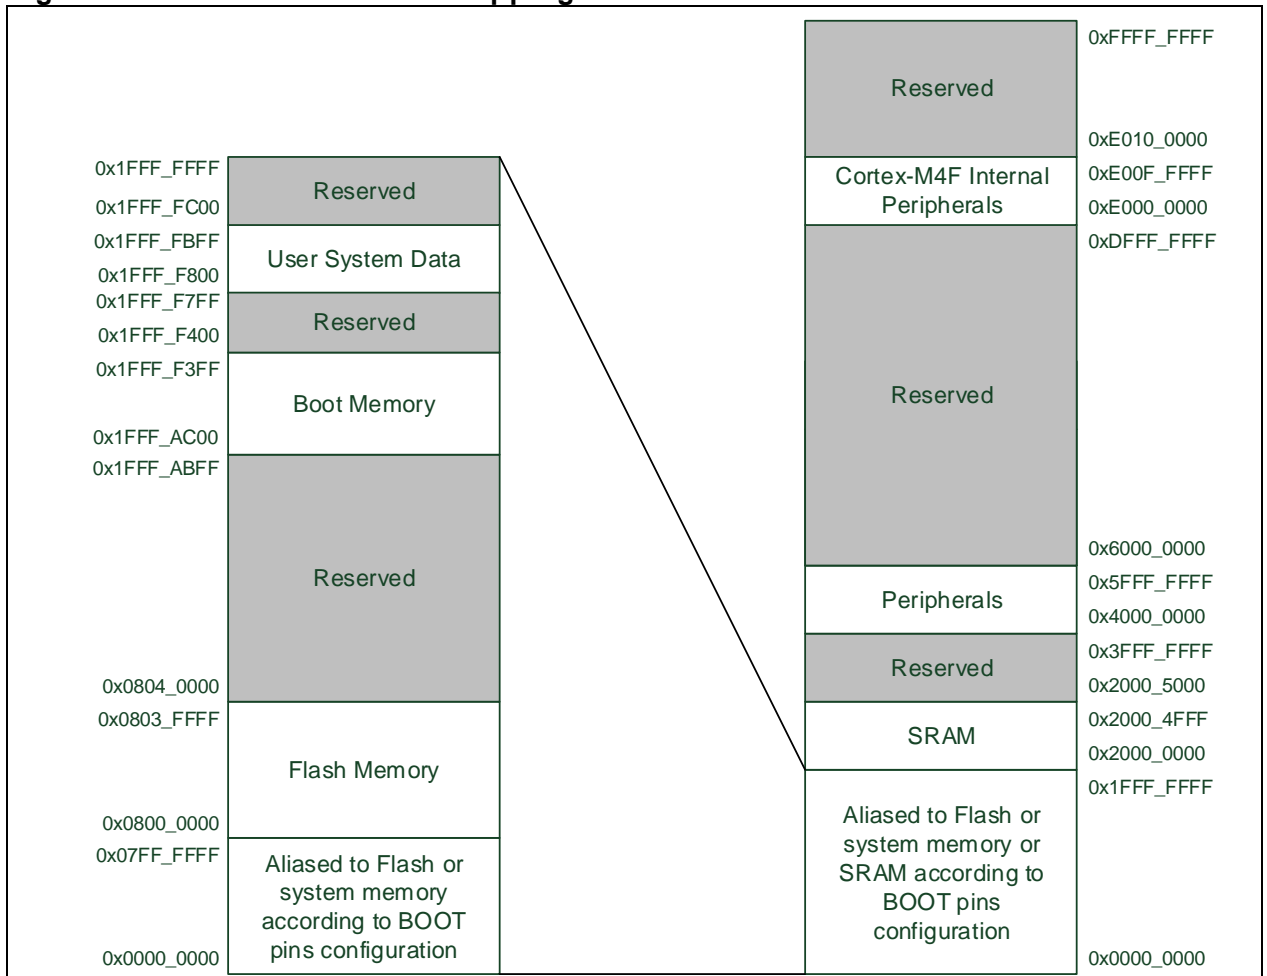 0x1FFF_FFFF
Reserved
0x1FFF_FC00
0x1FFF_FBFF
User System Data
0x1FFF_F800
0x1FFF_F7FF
Reserved
0x1FFF_F400
0x1FFF_F3FF
Boot Memory
0x1FFF_AC00
0x1FFF_ABFF
Reserved
0x0804_0000
0x0803_FFFF
Flash Memory
0x0800_0000
0x07FF_FFFF
Aliased to Flash or
system memory
according to BOOT
pins configuration
0x0000_0000
0xFFFF_FFFF
Reserved
0xE010_0000
Cortex-M4F Internal
Peripherals
0xE00F_FFFF
0xE000_0000
0xDFFF_FFFF
Reserved
0x6000_0000
0x5FFF_FFFF
Peripherals
0x4000_0000
0x3FFF_FFFF
Reserved
0x2000_5000
0x2000_4FFF
SRAM
0x2000_0000
0x1FFF_FFFF
Aliased to Flash or
system memory or
SRAM according to
BOOT pins
configuration
0x0000_0000